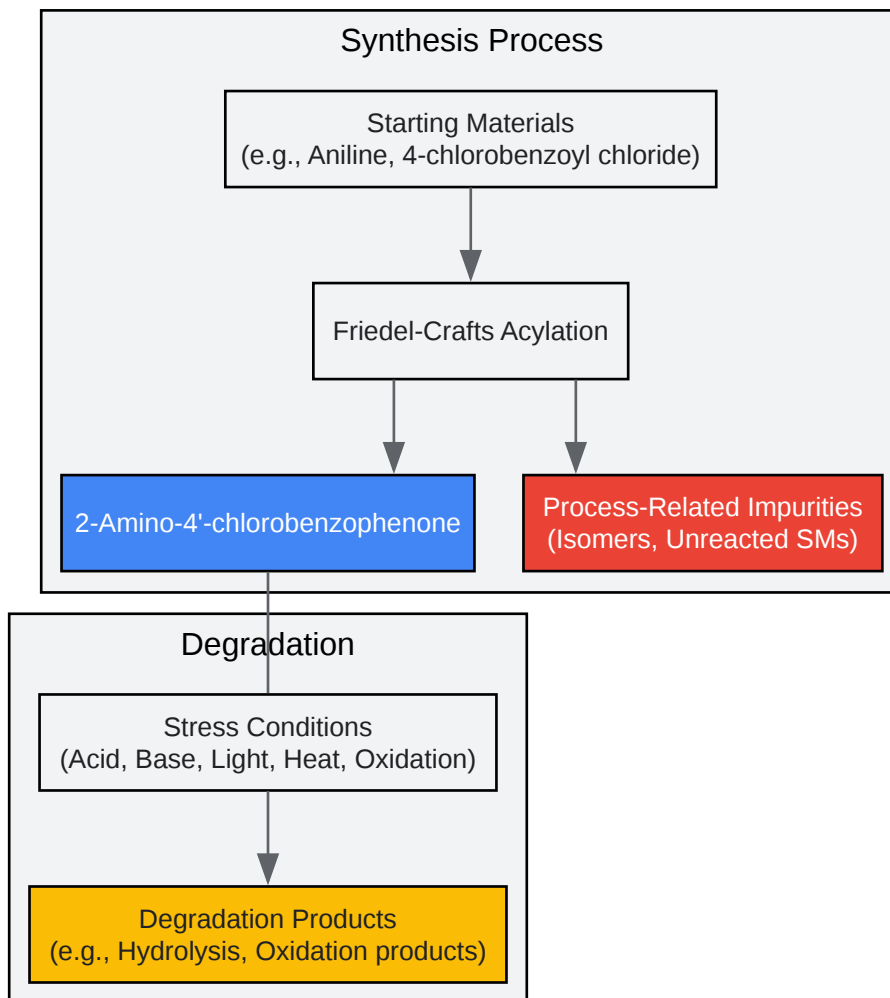 Synthesis Process
Starting Materials
(e.g., Aniline, 4-chlorobenzoyl chloride)
Friedel-Crafts Acylation
2-Amino-4'-chlorobenzophenone
Process-Related Impurities
(Isomers, Unreacted SMs)
Degradation
Stress Conditions
(Acid, Base, Light, Heat, Oxidation)
Degradation Products
(e.g., Hydrolysis, Oxidation products)